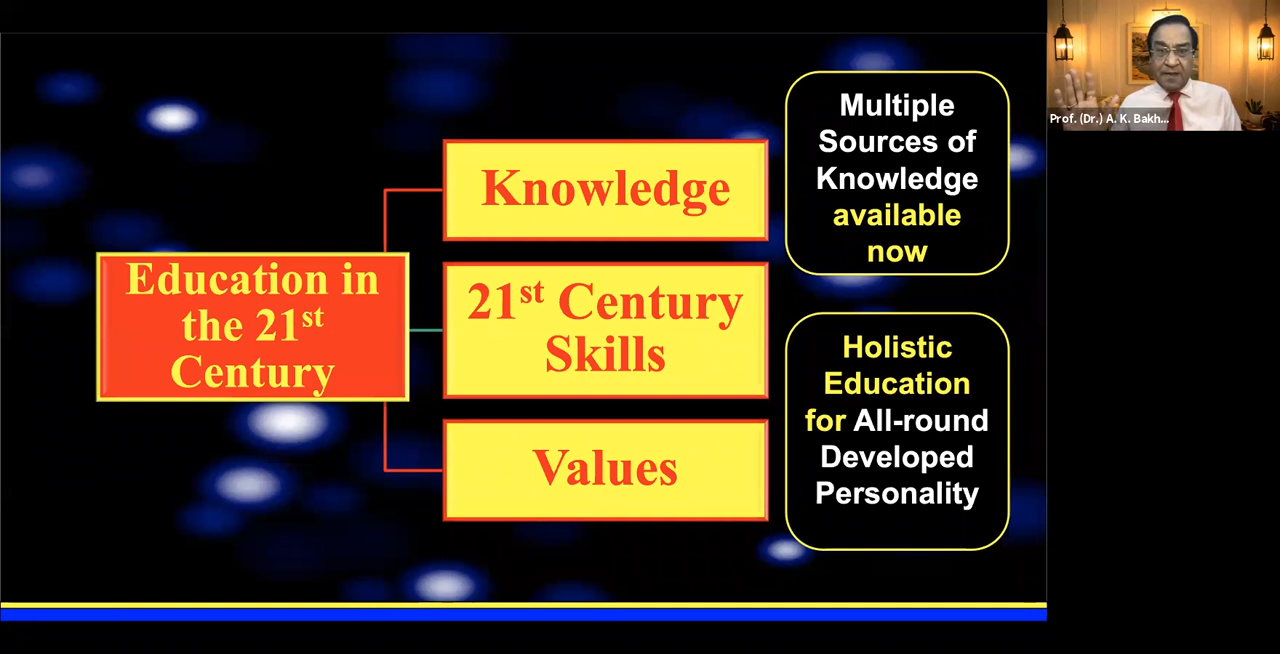 Education in
the 21st
Century
Knowledge
21st Century
Skills
Values
Multiple
Sources of
Knowledge
available
now
Holistic
Education
for All-round
Developed
Personality
Prof. (Dr.) A. K. Bakh...